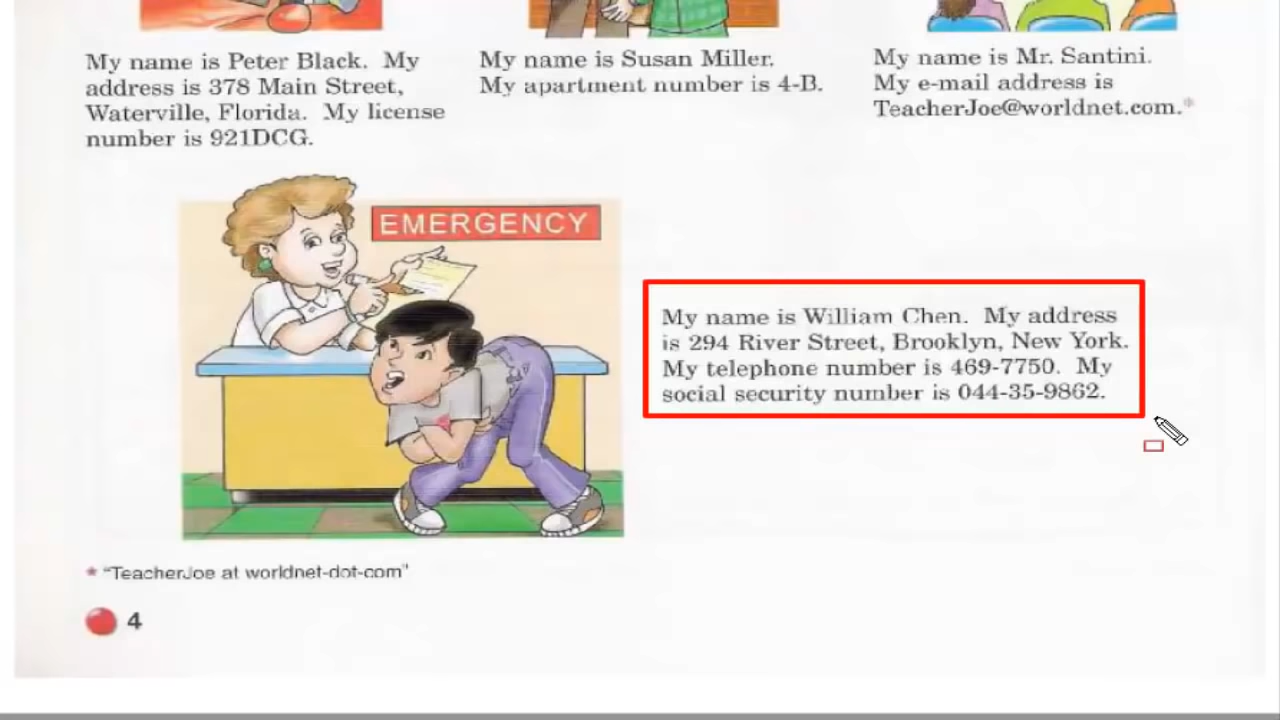 My name is Peter Black. My
address is 378 Main Street,
Waterville, Florida. My license
number is 921DCG.
My name is Susan Miller.
My apartment number is 4-B.
My name is Mr. Santini.
My e-mail address is
TeacherJoe@worldnet.com.*
EMERGENCY
My name is William Chen. My address
is 294 River Street, Brooklyn, New York.
My telephone number is 469-7750. My
social security number is 044-35-9862.
* "TeacherJoe at worldnet-dot-com"
4